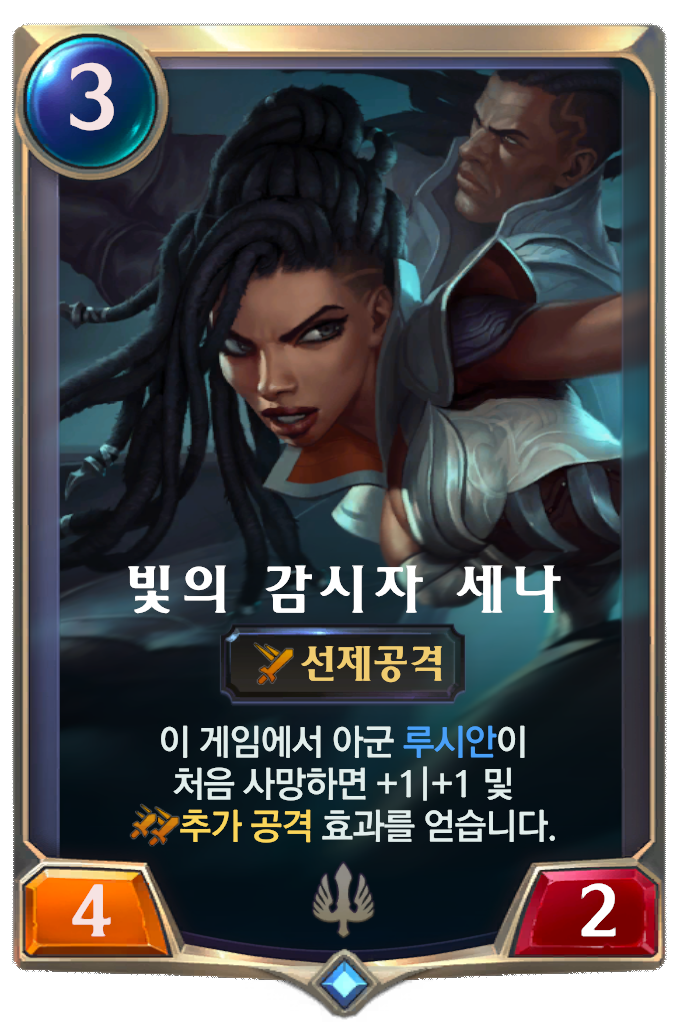 3
빛의 감시자 세나
선제공격
이 게임에서 아군 루시안이
처음 사망하면 +1|+1 및
추가 공격 효과를 얻습니다.
4
2